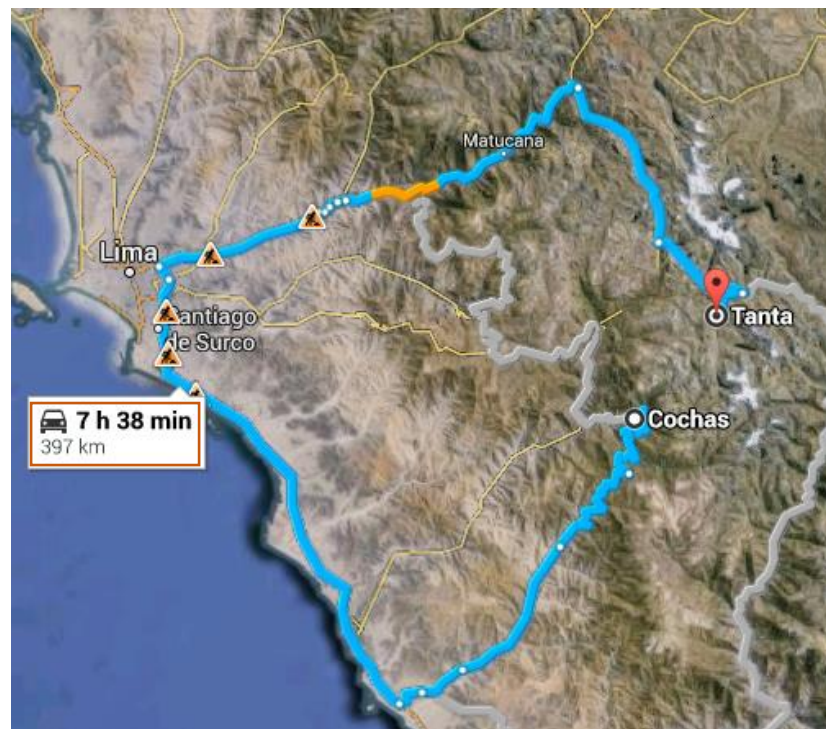 Matucana
Lima
Santiago
de Surco
Tanta
7 h 38 min
397 km
Cochas